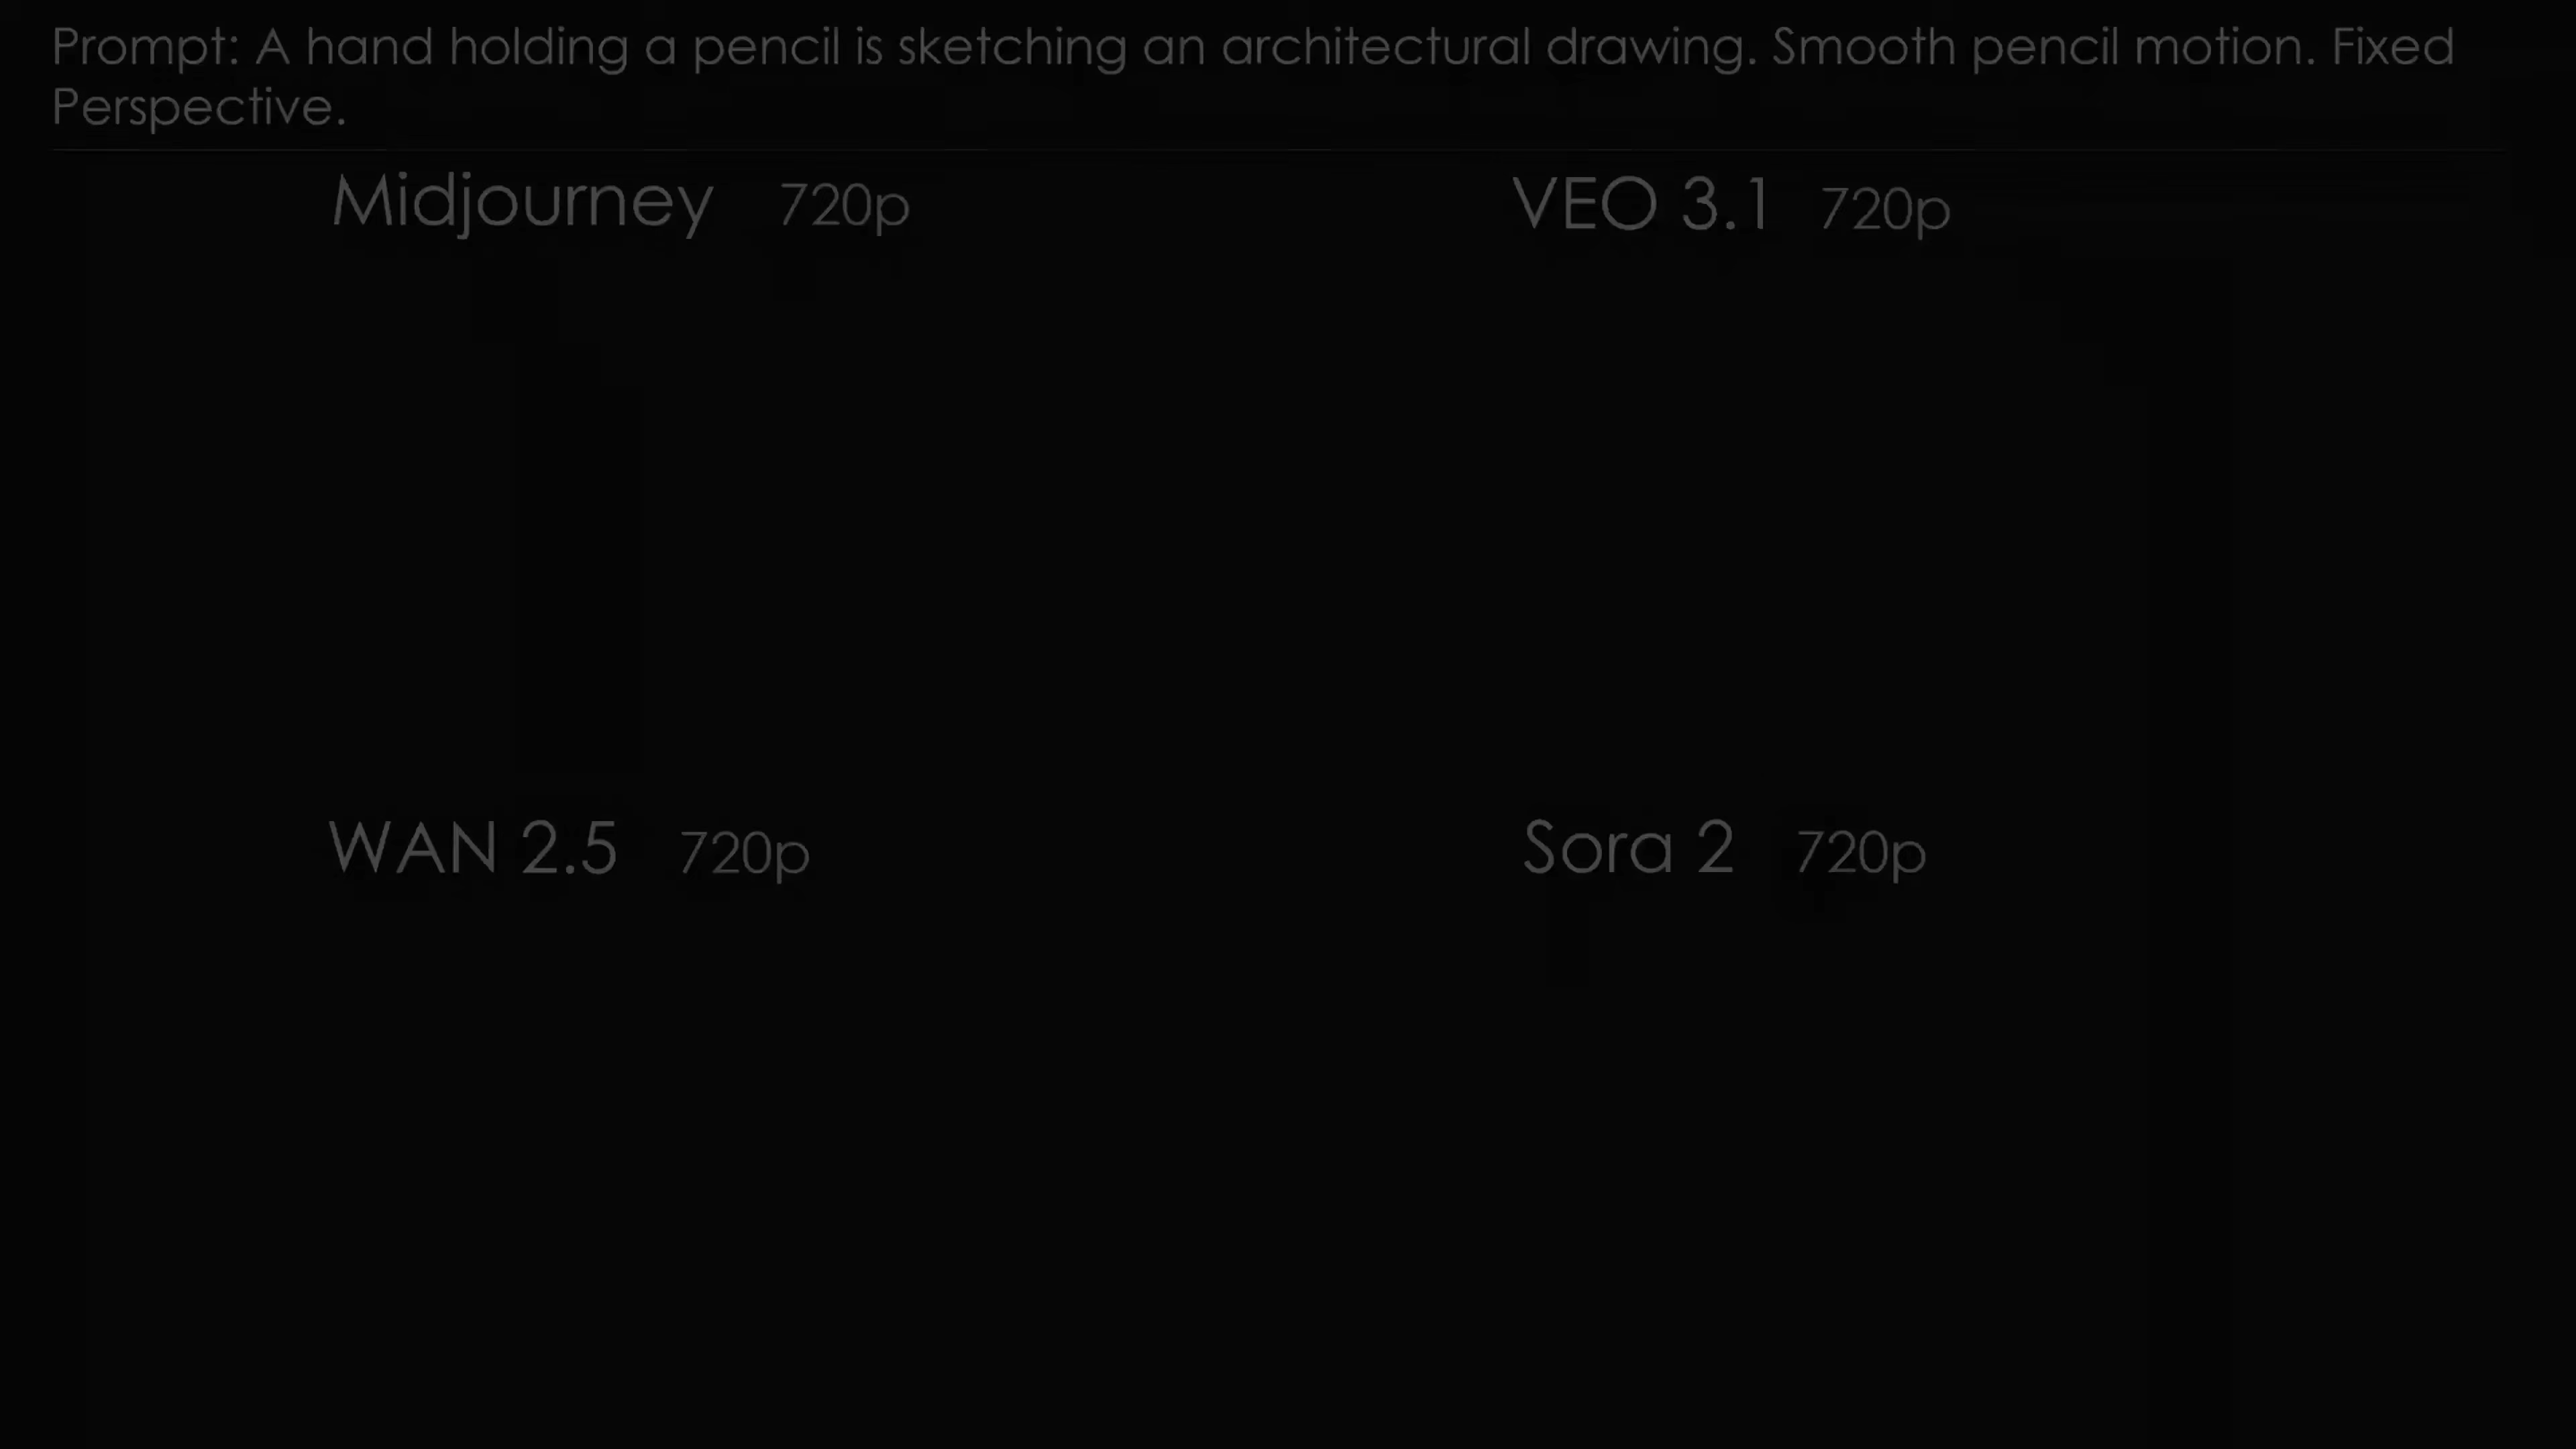 Prompt: A hand holding a pencil is sketching an architectural drawing. Smooth pencil motion. Fixed
Perspective.
Midjourney 720p
VEO 3.1 720p
WAN 2.5 720p
Sora 2 720p